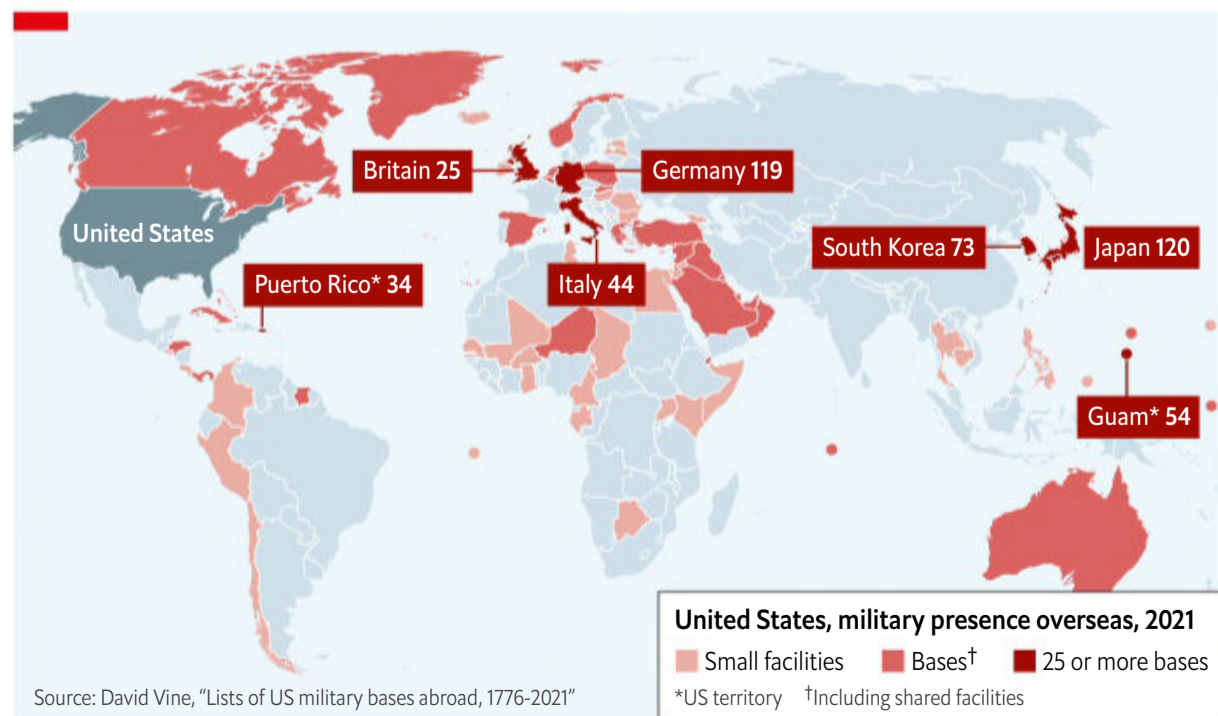 Britain 25
Germany 119
United States
South Korea 73
Japan 120
Puerto Rico* 34
Italy 44
Guam* 54
United States, military presence overseas, 2021
Small facilities
Bases†
25 or more bases
*US territory †Including shared facilities
Source: David Vine, “Lists of US military bases abroad, 1776-2021”